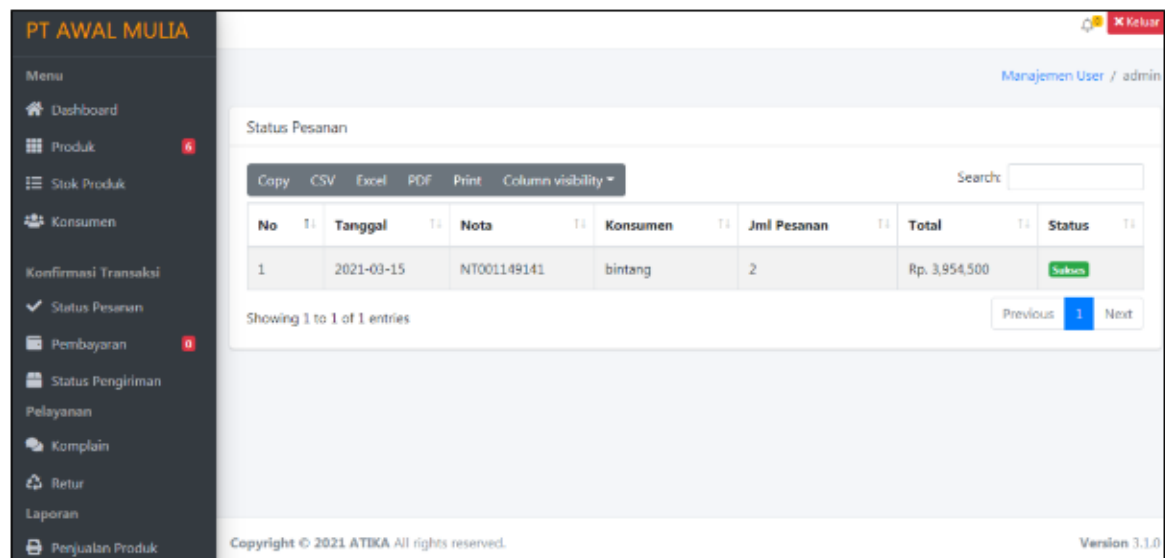 PT AWAL MULIA
Menu
Dashboard
Produk 6
Stok Produk
Konsumen
Konfirmasi Transaksi
Status Pesanan
Pembayaran 0
Status Pengiriman
Pelayanan
Komplain
Retur
Laporan
Penjualan Produk
0 Keluar
Manajemen User / admin
Status Pesanan
Copy CSV Excel PDF Print Column visibility
Search:
No Tanggal Nota Konsumen Jml Pesanan Total Status
1 2021-03-15 NT001149141 bintang 2 Rp. 3,954,500 Sukses
Showing 1 to 1 of 1 entries
Previous 1 Next
Copyright © 2021 ATIKA All rights reserved.
Version 3.1.0